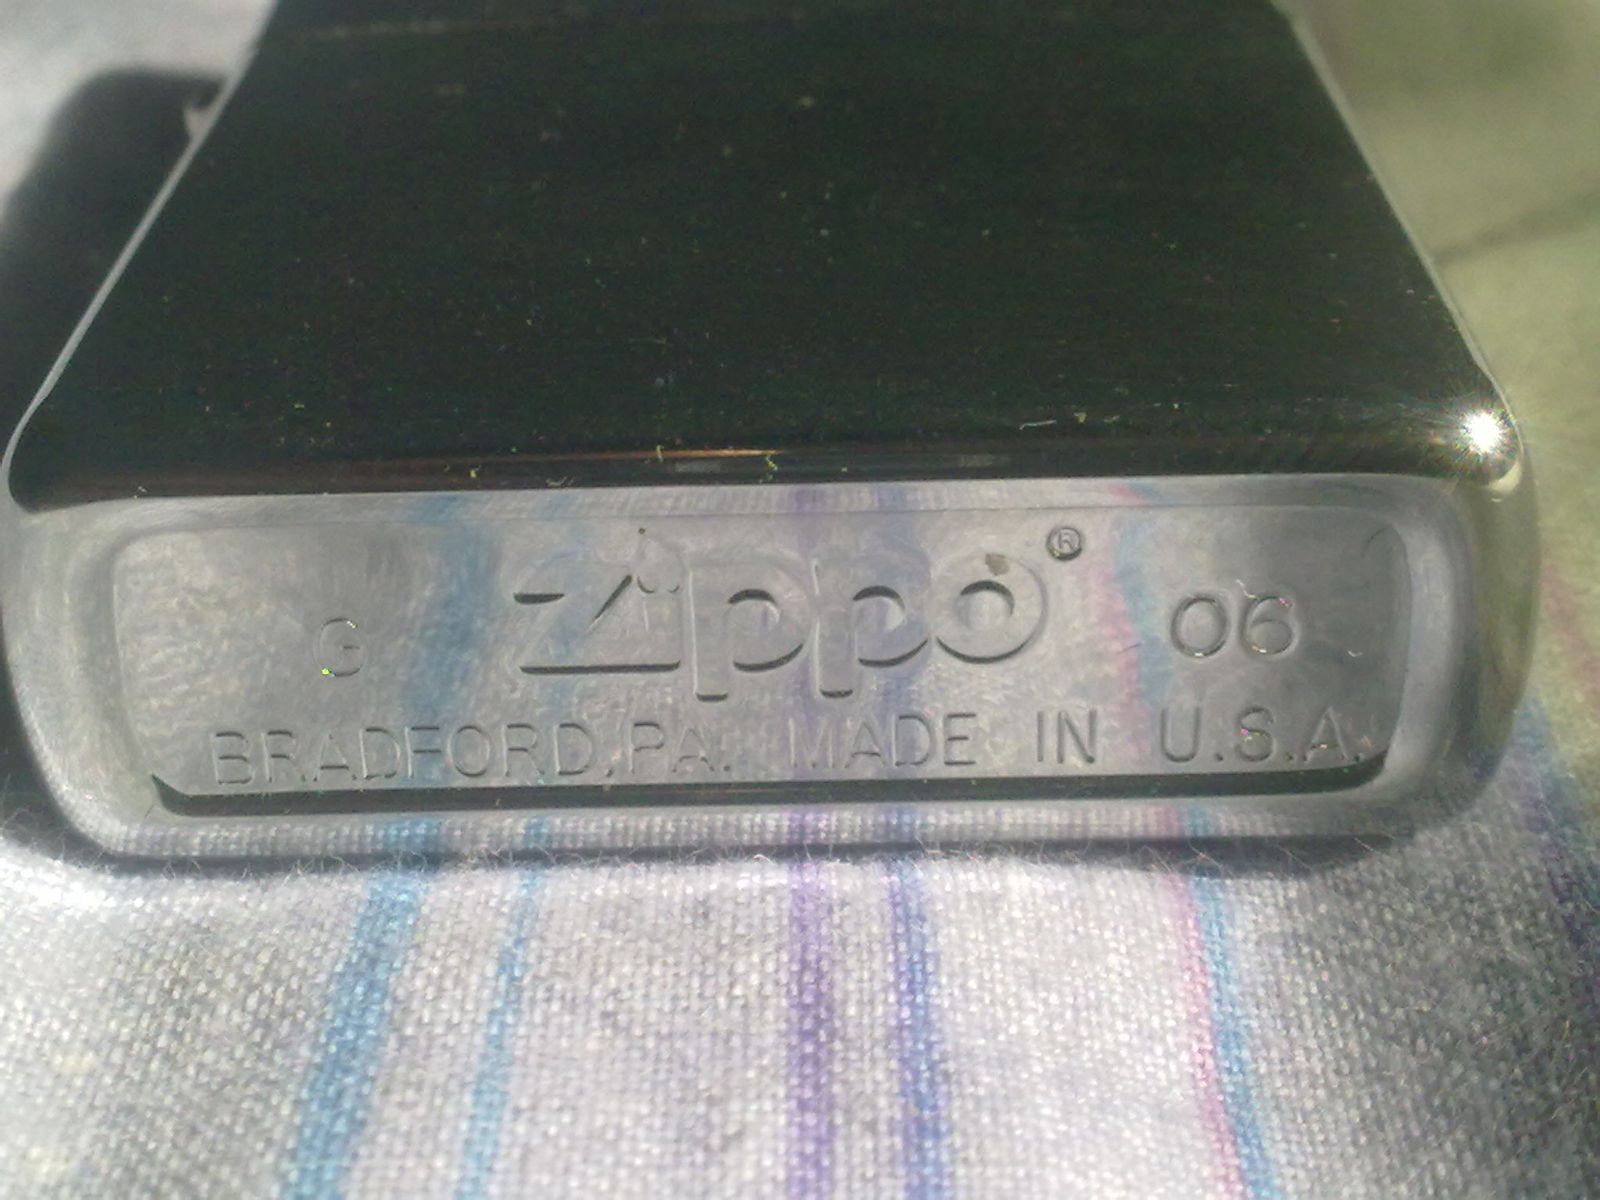 G Zippo® 06
BRADFORD, PA. MADE IN U.S.A.